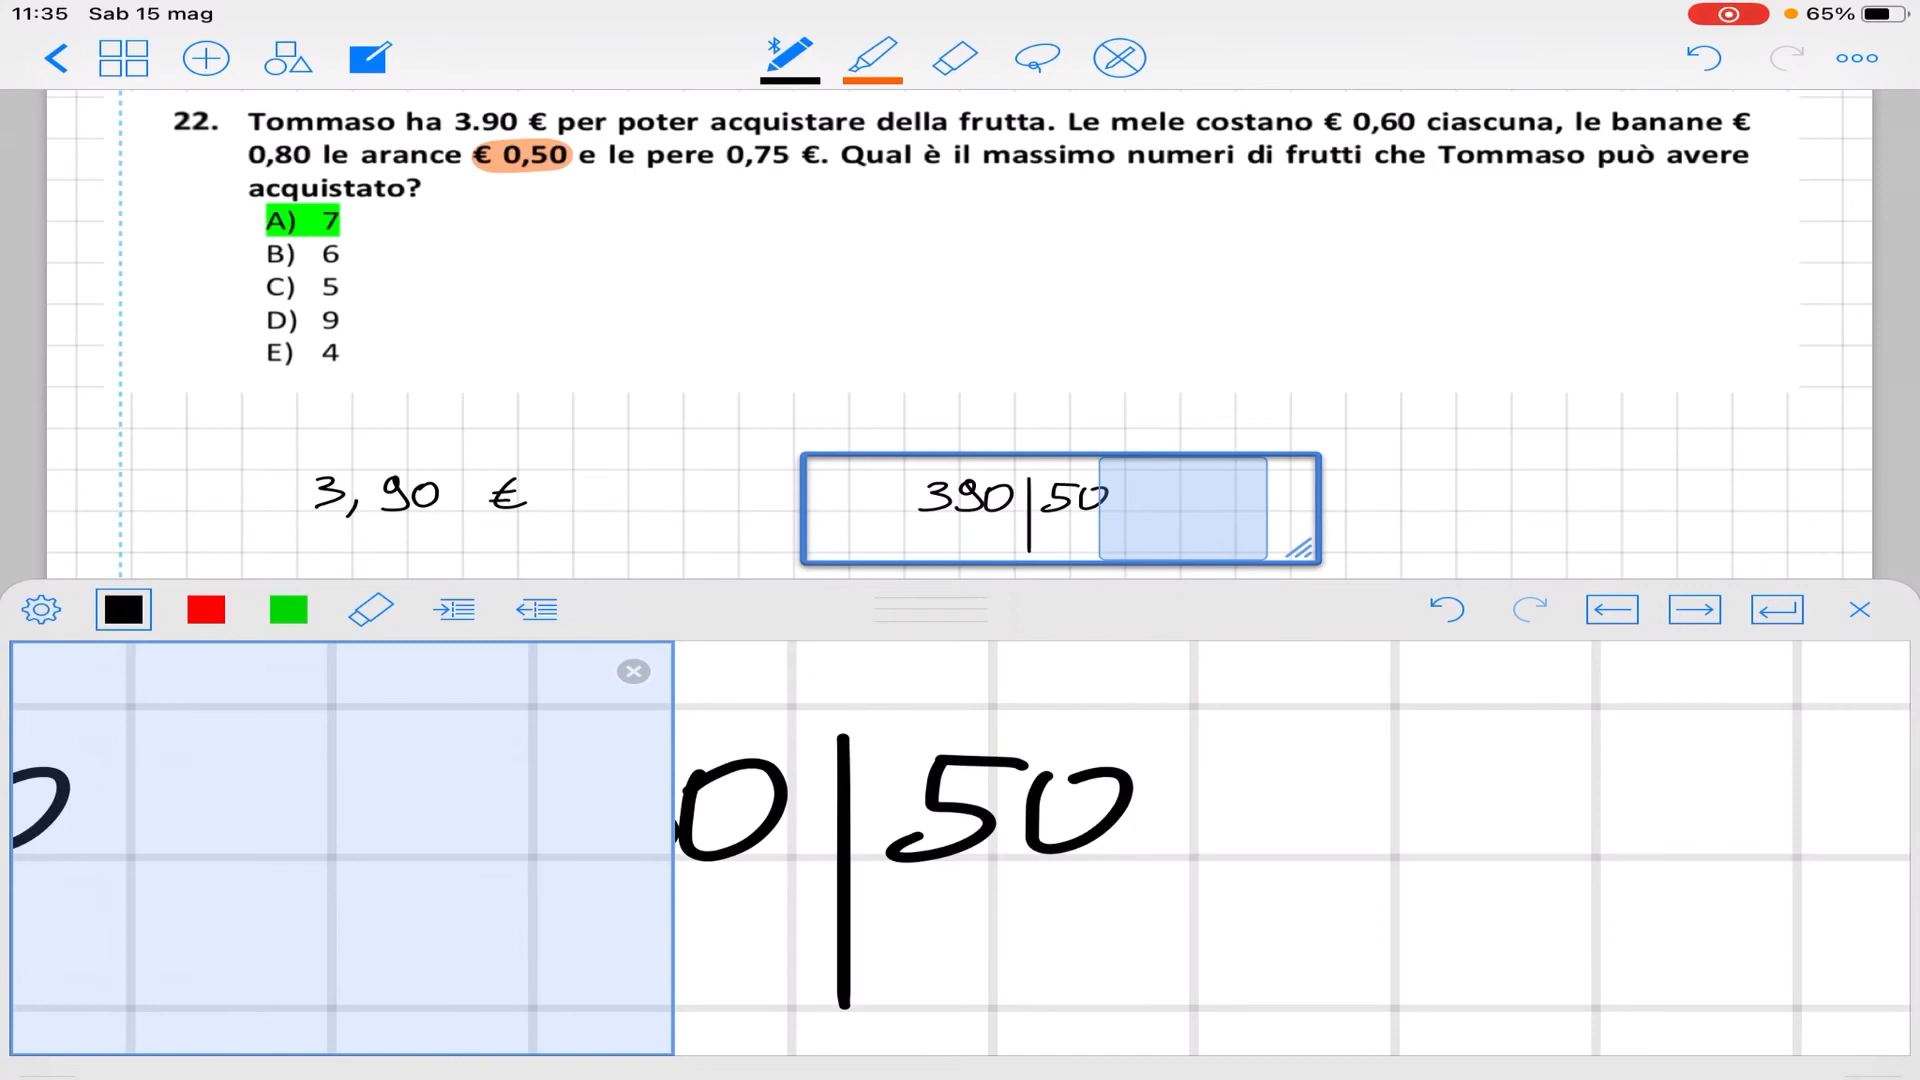 11:35 Sab 15 mag 65%
22. Tommaso ha 3.90 € per poter acquistare della frutta. Le mele costano € 0,60 ciascuna, le banane €
0,80 le arance € 0,50 e le pere 0,75 €. Qual è il massimo numeri di frutti che Tommaso può avere
acquistato?
A) 7
B) 6
C) 5
D) 9
E) 4
3,90 € 390|50
0|50